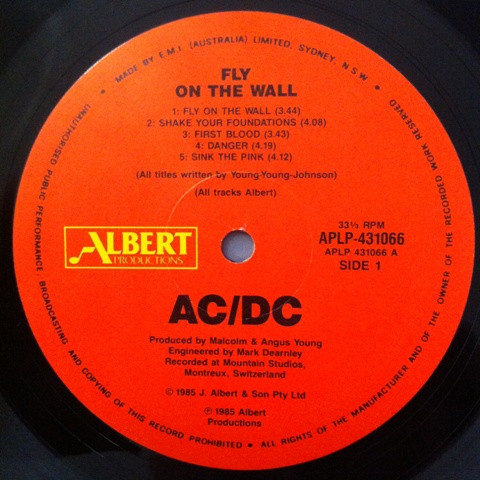 MADE BY E.M.I. (AUSTRALIA) LIMITED, SYDNEY, N.S.W.
FLY
ON THE WALL
1: FLY ON THE WALL (3.44)
2: SHAKE YOUR FOUNDATIONS (4.08)
3: FIRST BLOOD (3.43)
4: DANGER (4.19)
5: SINK THE PINK (4.12)
(All titles written by Young-Young-Johnson)
(All tracks Albert)
ALBERT
PRODUCTIONS
33⅓ RPM
APLP-431066
APLP 431066 A
SIDE 1
AC/DC
Produced by Malcolm & Angus Young
Engineered by Mark Dearnley
Recorded at Mountain Studios,
Montreux, Switzerland
© 1985 J. Albert & Son Pty Ltd
℗ 1985 Albert
Productions
UNAUTHORISED PUBLIC PERFORMANCE, BROADCASTING AND COPYING OF THIS RECORD PROHIBITED • ALL RIGHTS OF THE MANUFACTURER AND OF THE OWNER OF THE RECORDED WORK RESERVED